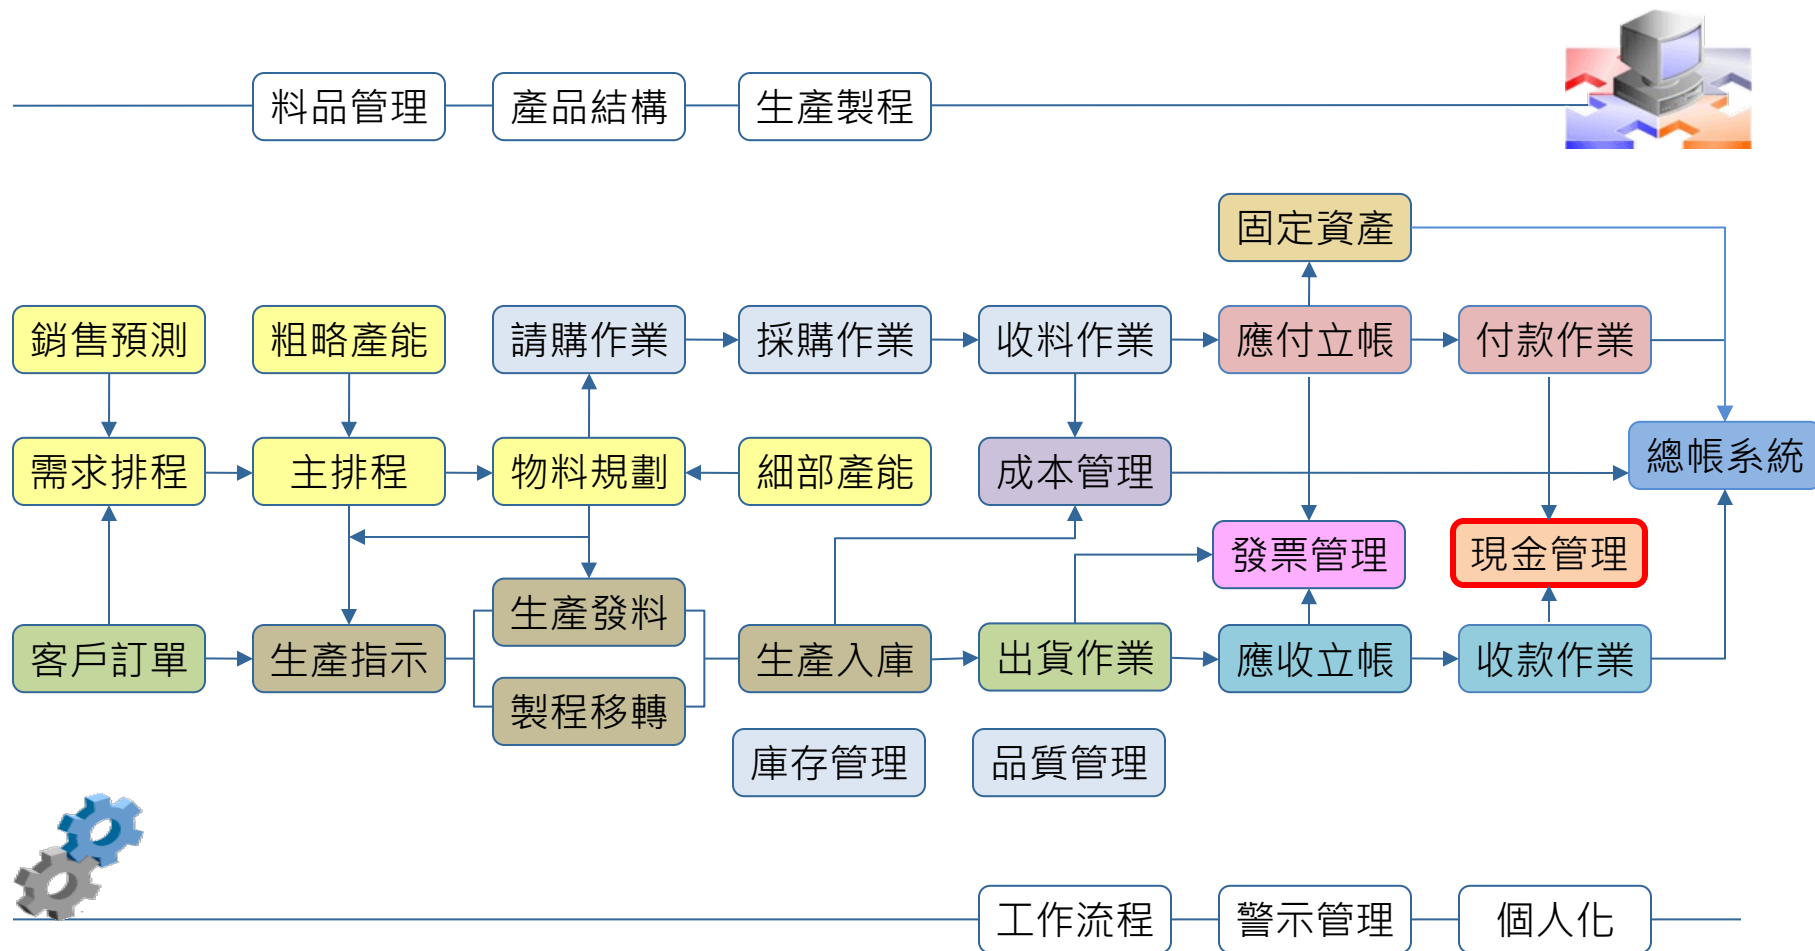 料品管理
產品結構
生產製程
固定資產
銷售預測
粗略產能
請購作業
採購作業
收料作業
應付立帳
付款作業
需求排程
主排程
物料規劃
細部產能
成本管理
總帳系統
發票管理
現金管理
生產發料
客戶訂單
生產指示
生產入庫
出貨作業
應收立帳
收款作業
製程移轉
庫存管理
品質管理
工作流程
警示管理
個人化